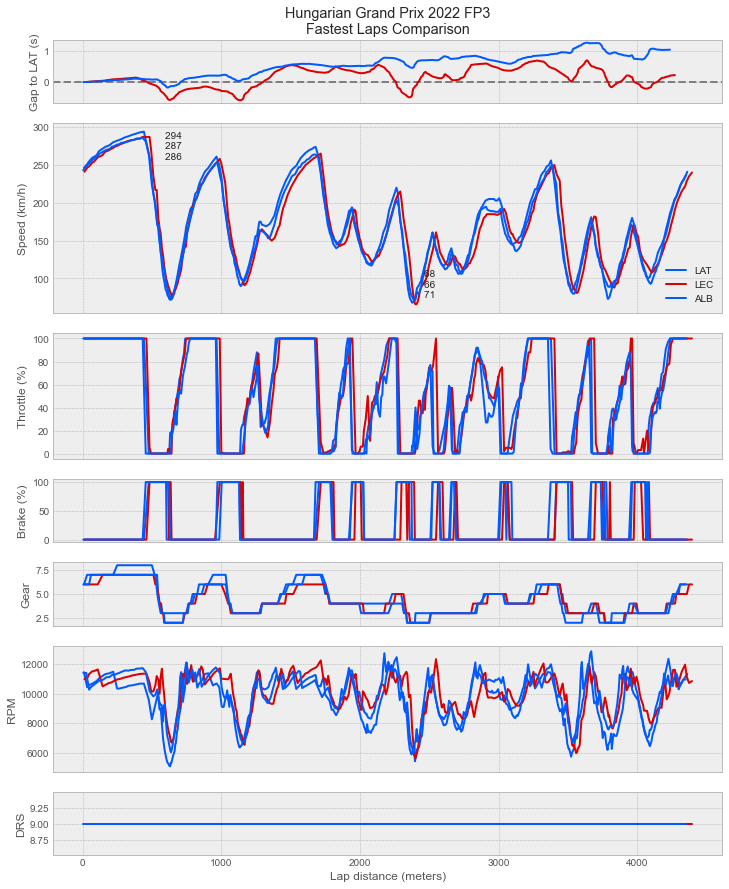 Hungarian Grand Prix 2022 FP3
Fastest Laps Comparison
Gap to LAT (s)
1
0
Speed (km/h)
300
250
200
150
100
294
287
286
68
66
71
LAT
LEC
ALB
Throttle (%)
100
80
60
40
20
0
Brake (%)
100
50
0
Gear
7.5
5.0
2.5
RPM
12000
10000
8000
6000
DRS
9.25
9.00
8.75
0
1000
2000
3000
4000
Lap distance (meters)